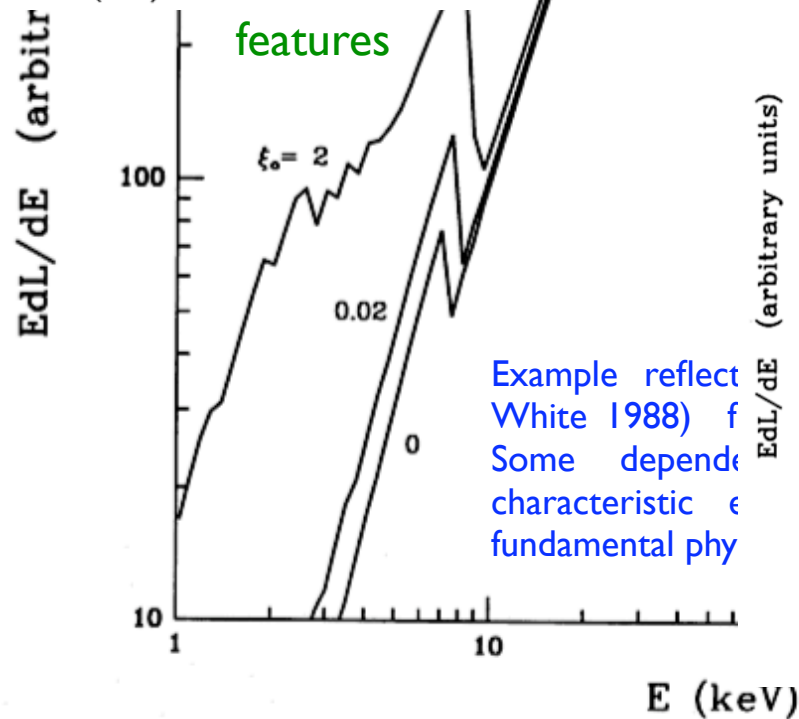 features
EdL/dE (arbitr
ξₒ= 2
100
0.02
0
10
1
10
E (keV)
Example reflect
White 1988) f
Some depende
characteristic e
fundamental phy
EdL/dE (arbitrary units)